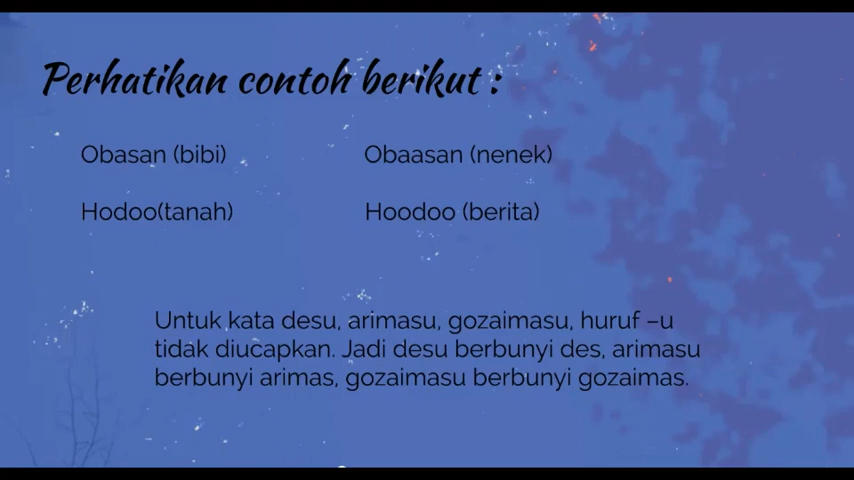 Perhatikan contoh berikut :
Obasan (bibi) Obaasan (nenek)
Hodoo(tanah) Hoodoo (berita)
Untuk kata desu, arimasu, gozaimasu, huruf –u
tidak diucapkan. Jadi desu berbunyi des, arimasu
berbunyi arimas, gozaimasu berbunyi gozaimas.